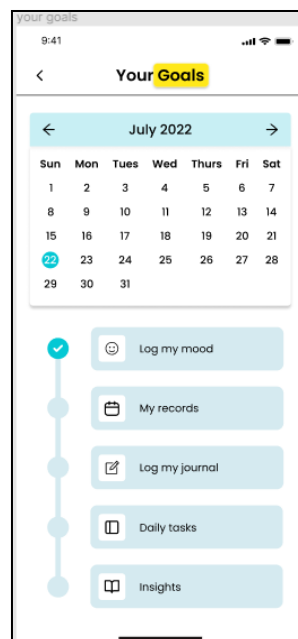 your goals
9:41
Your Goals
July 2022
Sun Mon Tues Wed Thurs Fri Sat
1 2 3 4 5 6 7
8 9 10 11 12 13 14
15 16 17 18 19 20 21
22 23 24 25 26 27 28
29 30 31
Log my mood
My records
Log my journal
Daily tasks
Insights